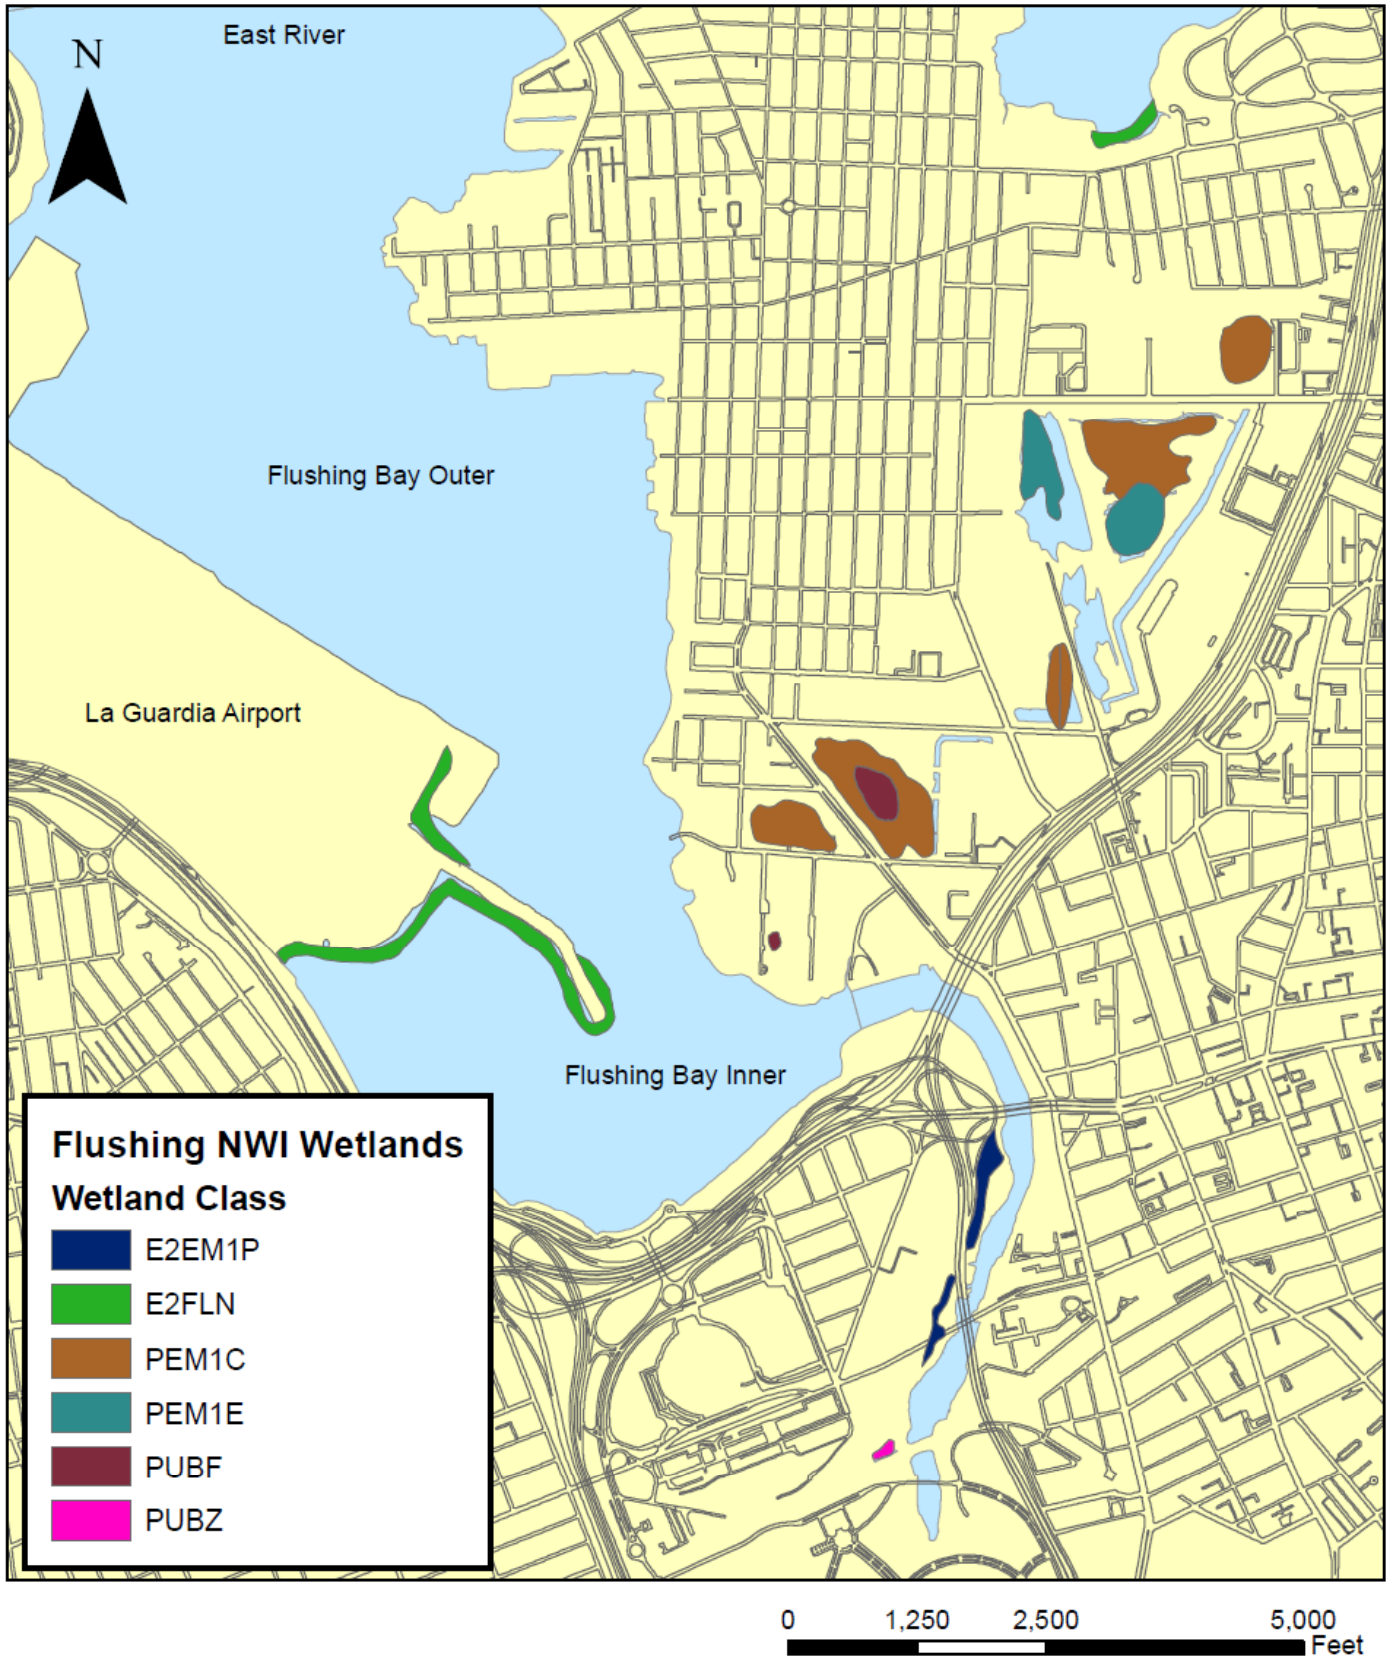 East River
N
Flushing Bay Outer
La Guardia Airport
Flushing Bay Inner
Flushing NWI Wetlands
Wetland Class
E2EM1P
E2FLN
PEM1C
PEM1E
PUBF
PUBZ
0 1,250 2,500 5,000
Feet